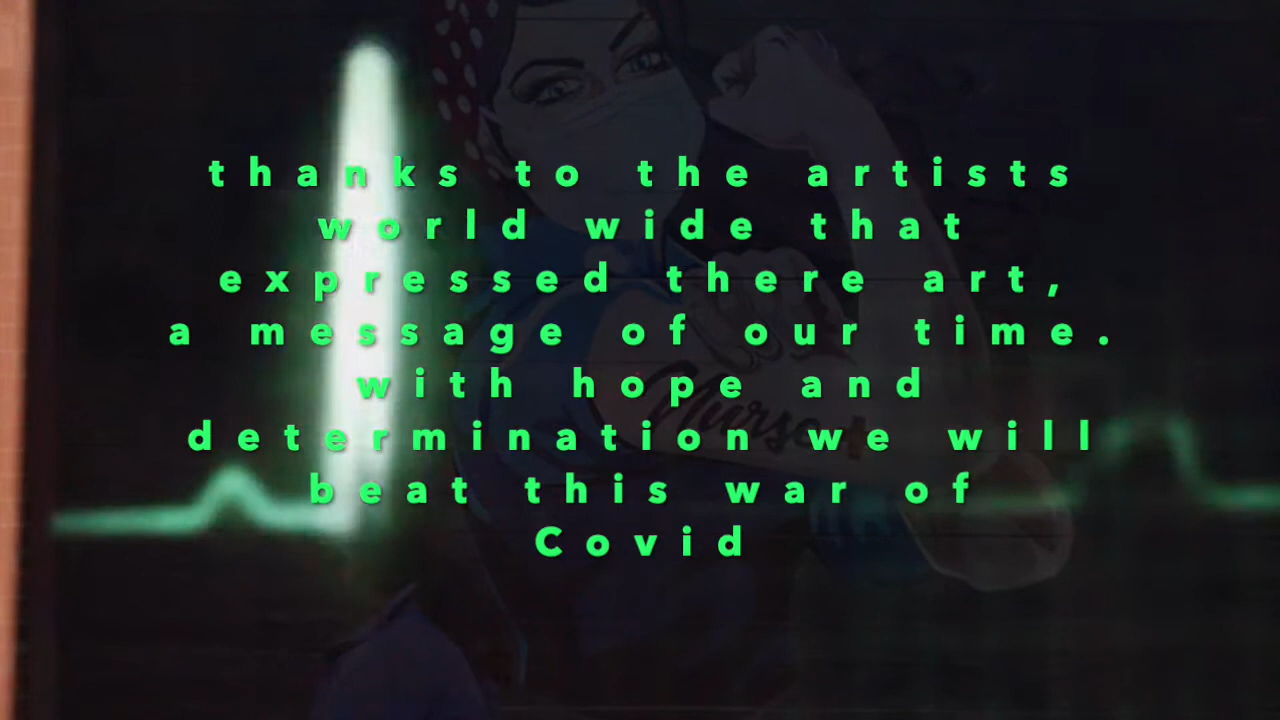 thanks to the artists
world wide that
expressed there art,
a message of our time.
with hope and
determination we will
beat this war of
Covid
Nurse